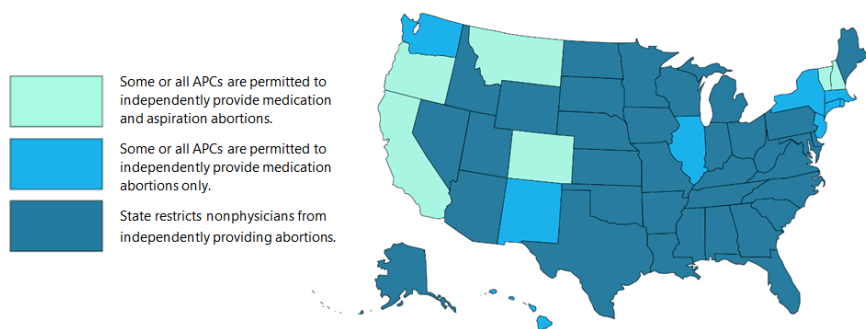 Some or all APCs are permitted to
independently provide medication
and aspiration abortions.
Some or all APCs are permitted to
independently provide medication
abortions only.
State restricts nonphysicians from
independently providing abortions.